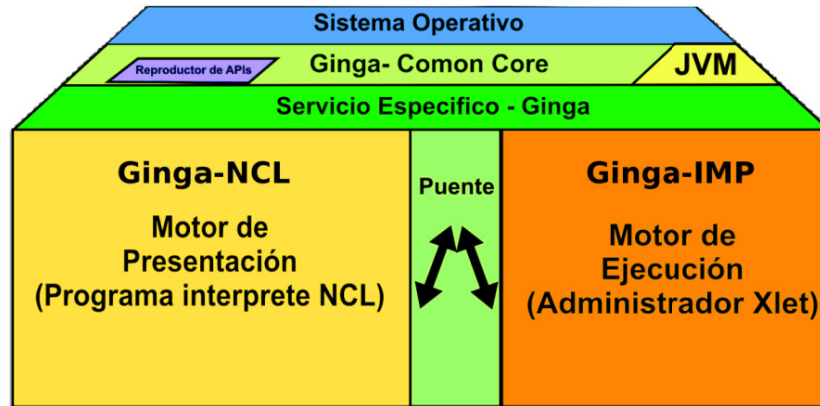 Sistema Operativo
Ginga- Comon Core
Reproductor de APIs
JVM
Servicio Especifico - Ginga
Ginga-NCL
Motor de
Presentación
(Programa interprete NCL)
Puente
Ginga-IMP
Motor de
Ejecución
(Administrador Xlet)